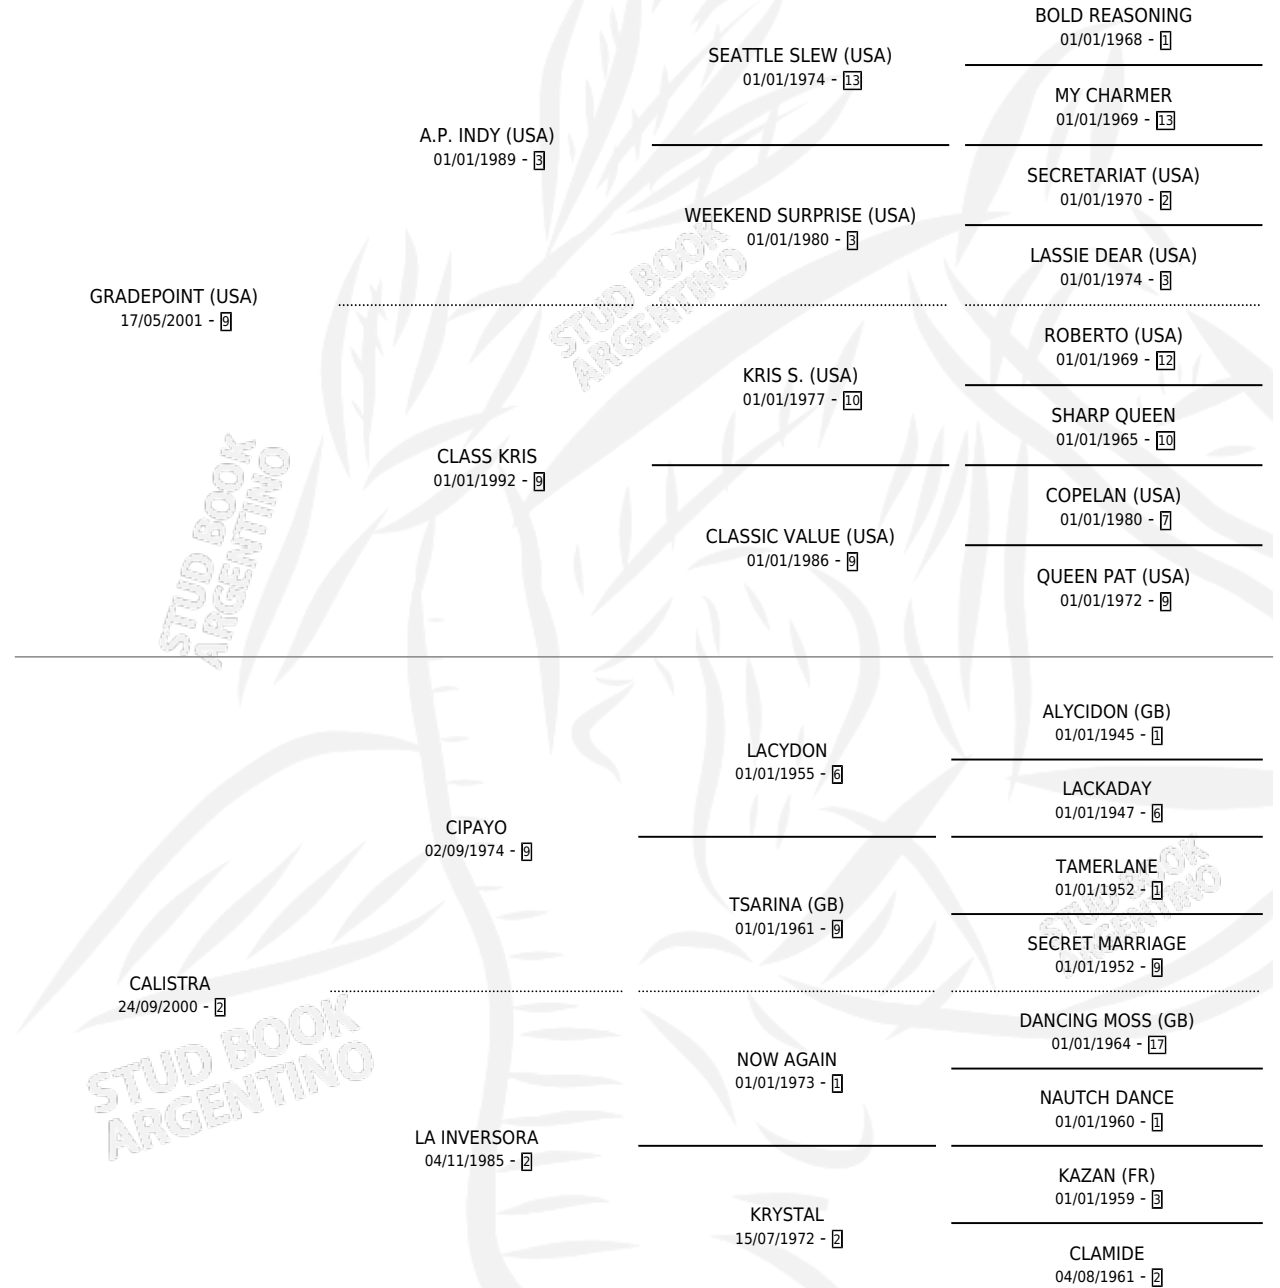 BOLD REASONING
01/01/1968 - 1
SEATTLE SLEW (USA)
01/01/1974 - 13
MY CHARMER
01/01/1969 - 13
A.P. INDY (USA)
01/01/1989 - 3
SECRETARIAT (USA)
01/01/1970 - 2
WEEKEND SURPRISE (USA)
01/01/1980 - 3
LASSIE DEAR (USA)
01/01/1974 - 3
GRADEPOINT (USA)
17/05/2001 - 9
ROBERTO (USA)
01/01/1969 - 12
KRIS S. (USA)
01/01/1977 - 10
SHARP QUEEN
01/01/1965 - 10
CLASS KRIS
01/01/1992 - 9
COPELAN (USA)
01/01/1980 - 7
CLASSIC VALUE (USA)
01/01/1986 - 9
QUEEN PAT (USA)
01/01/1972 - 9
ALYCIDON (GB)
01/01/1945 - 1
LACYDON
01/01/1955 - 6
LACKADAY
01/01/1947 - 6
CIPAYO
02/09/1974 - 9
TAMERLANE
01/01/1952 - 1
TSARINA (GB)
01/01/1961 - 9
SECRET MARRIAGE
01/01/1952 - 9
CALISTRA
24/09/2000 - 2
DANCING MOSS (GB)
01/01/1964 - 17
NOW AGAIN
01/01/1973 - 1
NAUTCH DANCE
01/01/1960 - 1
LA INVERSORA
04/11/1985 - 2
KAZAN (FR)
01/01/1959 - 3
KRYSTAL
15/07/1972 - 2
CLAMIDE
04/08/1961 - 2
STUD BOOK
ARGENTINO
STUD BOOK
ARGENTINO
STUD BOOK
ARGENTINO
STUD BOOK
ARGENTINO